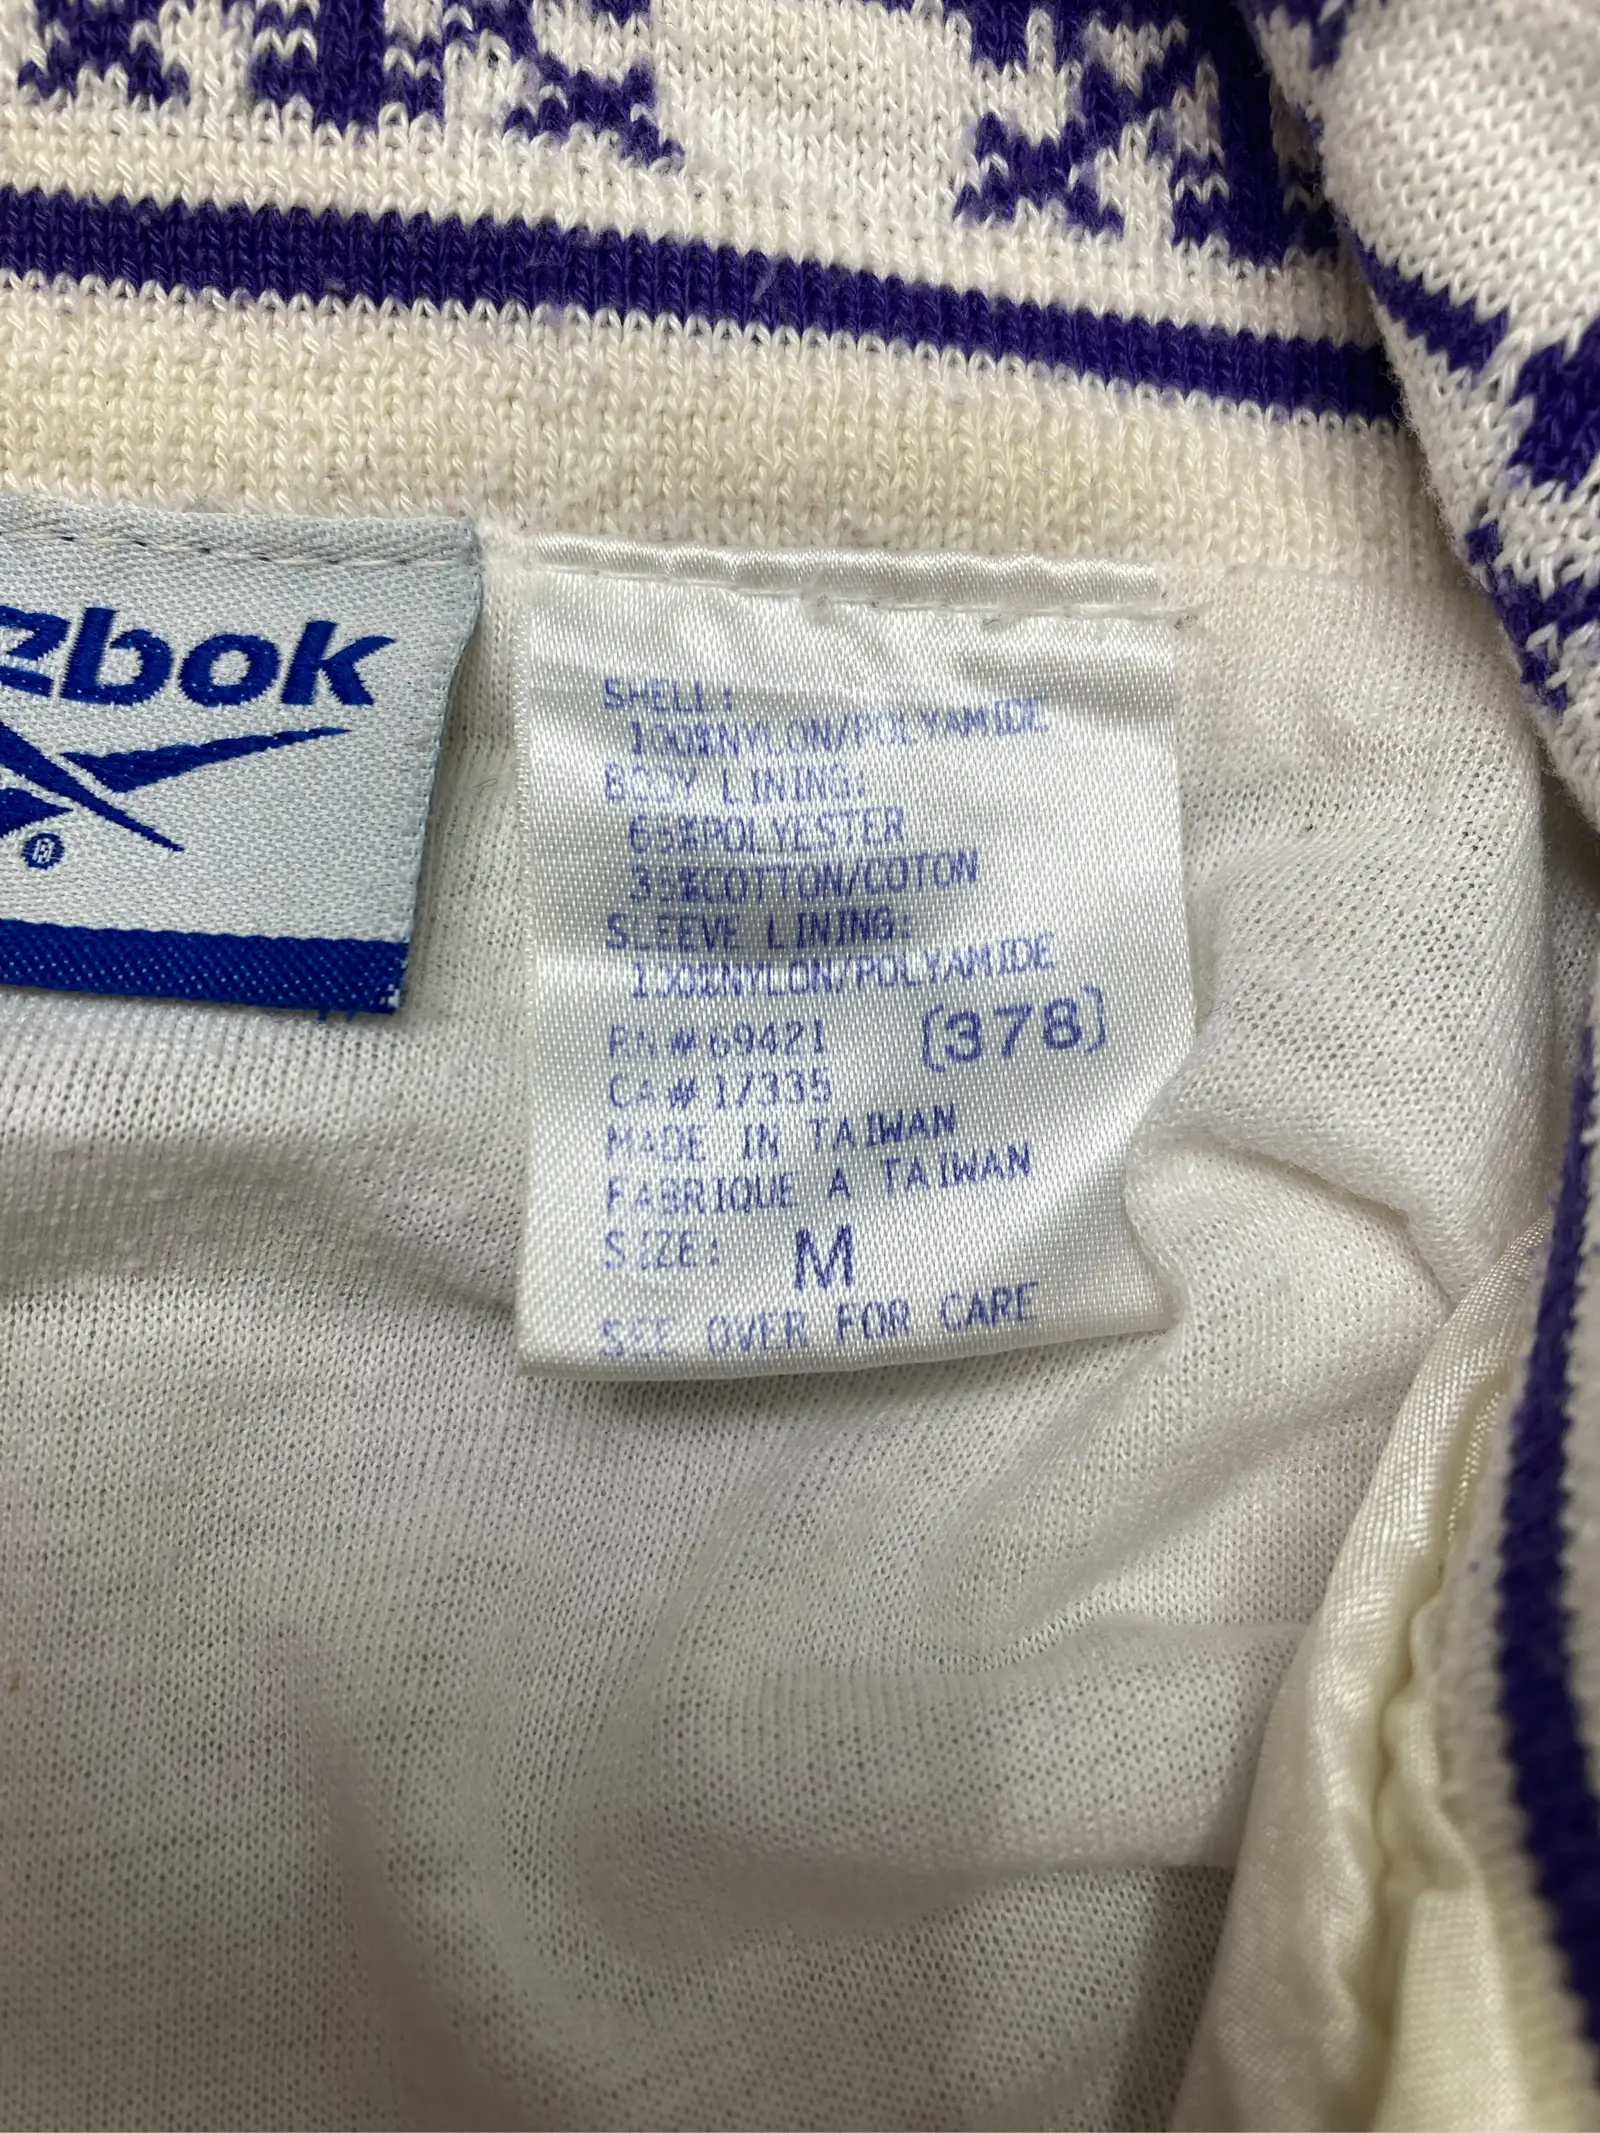 zbok
®
SHELL:
100%NYLON/POLYAMIDE
BODY LINING:
65%POLYESTER
35%COTTON/COTON
SLEEVE LINING:
100%NYLON/POLYAMIDE
RN#69421 (378)
CA#17335
MADE IN TAIWAN
FABRIQUE A TAIWAN
SIZE: M
SEE OVER FOR CARE